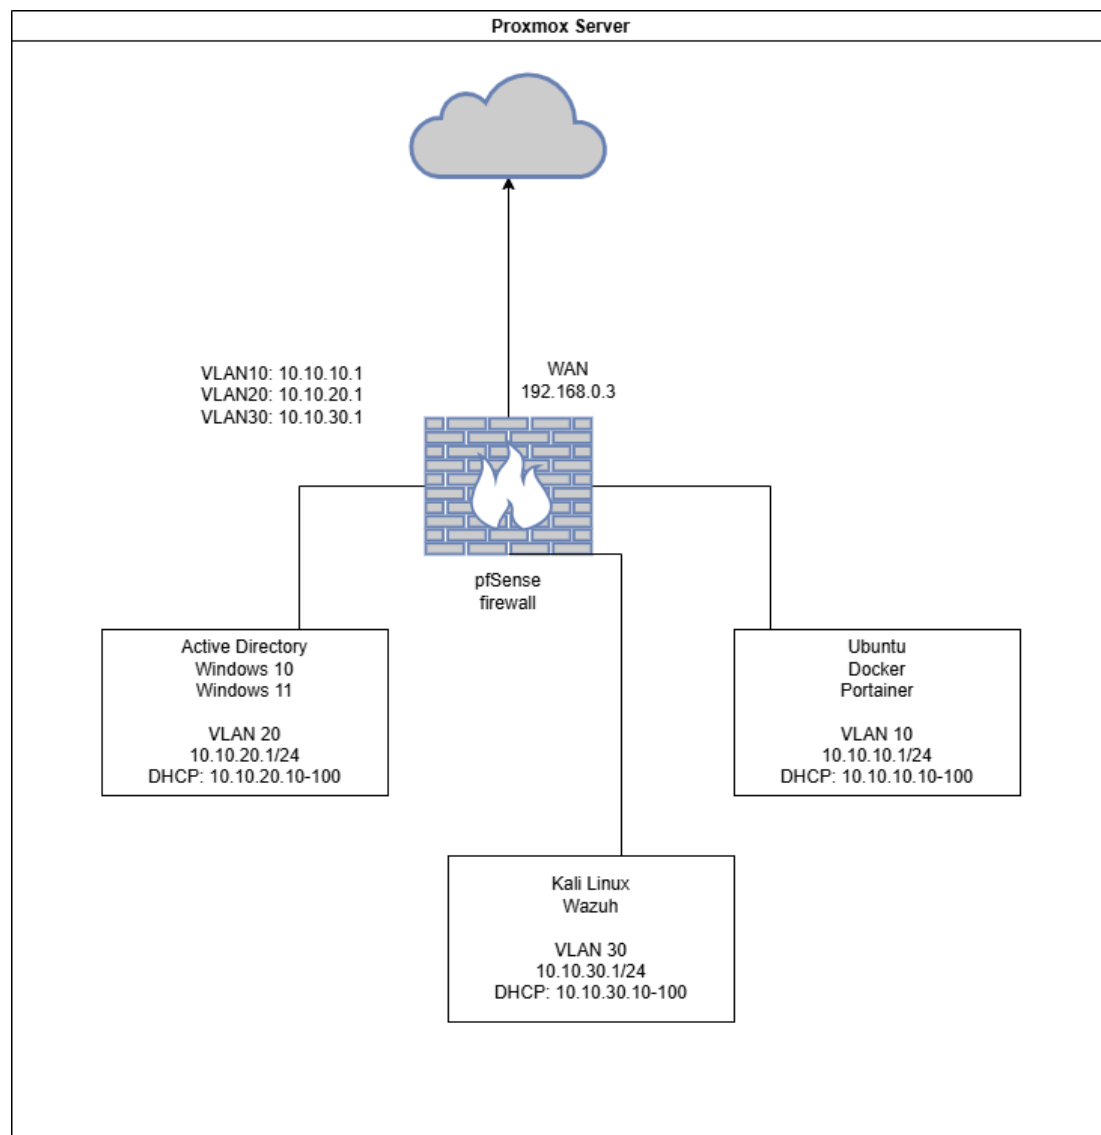 Proxmox Server
VLAN10: 10.10.10.1
VLAN20: 10.10.20.1
VLAN30: 10.10.30.1
WAN
192.168.0.3
pfSense
firewall
Active Directory
Windows 10
Windows 11
VLAN 20
10.10.20.1/24
DHCP: 10.10.20.10-100
Ubuntu
Docker
Portainer
VLAN 10
10.10.10.1/24
DHCP: 10.10.10.10-100
Kali Linux
Wazuh
VLAN 30
10.10.30.1/24
DHCP: 10.10.30.10-100